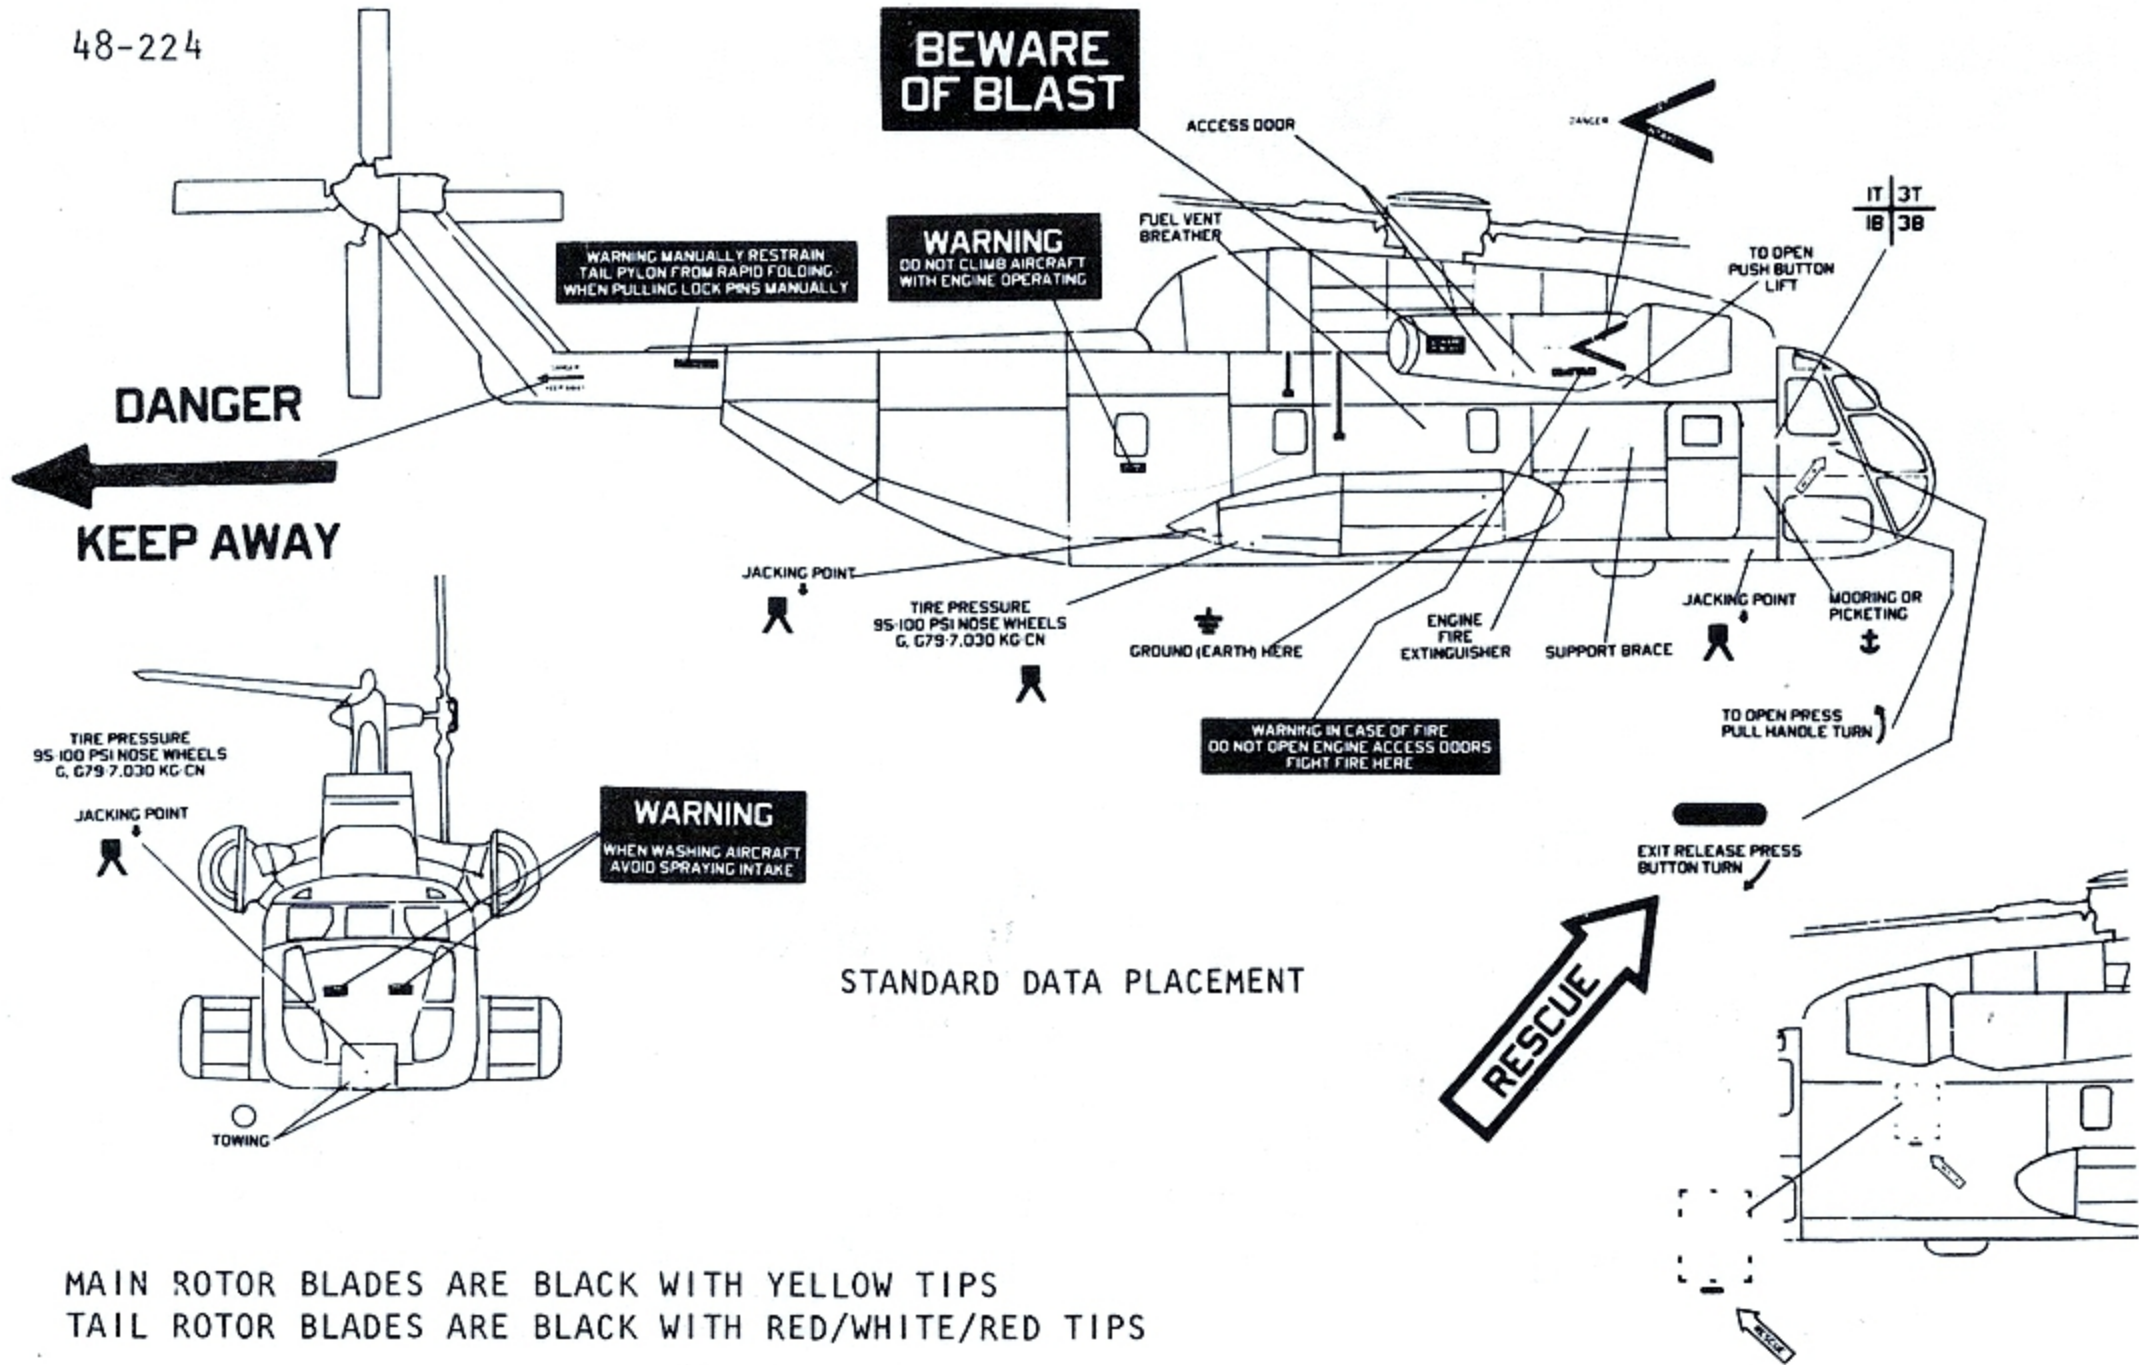 48-224
BEWARE
OF BLAST
ACCESS DOOR
DANGER
1T 3T
1B 3B
FUEL VENT
BREATHER
WARNING
DO NOT CLIMB AIRCRAFT
WITH ENGINE OPERATING
WARNING MANUALLY RESTRAIN
TAIL PYLON FROM RAPID FOLDING
WHEN PULLING LOCK PINS MANUALLY
TO OPEN
PUSH BUTTON
LIFT
DANGER
KEEP AWAY
DANGER
KEEP AWAY
JACKING POINT
TIRE PRESSURE
95-100 PSI NOSE WHEELS
G, G79-7.030 KG-CN
GROUND (EARTH) HERE
ENGINE
FIRE
EXTINGUISHER
SUPPORT BRACE
JACKING POINT
MOORING OR
PICKETING
WARNING IN CASE OF FIRE
DO NOT OPEN ENGINE ACCESS DOORS
FIGHT FIRE HERE
TO OPEN PRESS
PULL HANDLE TURN
TIRE PRESSURE
95-100 PSI NOSE WHEELS
G, G79-7.030 KG-CN
JACKING POINT
WARNING
WHEN WASHING AIRCRAFT
AVOID SPRAYING INTAKE
EXIT RELEASE PRESS
BUTTON TURN
RESCUE
STANDARD DATA PLACEMENT
TOWING
RESCUE
MAIN ROTOR BLADES ARE BLACK WITH YELLOW TIPS
TAIL ROTOR BLADES ARE BLACK WITH RED/WHITE/RED TIPS